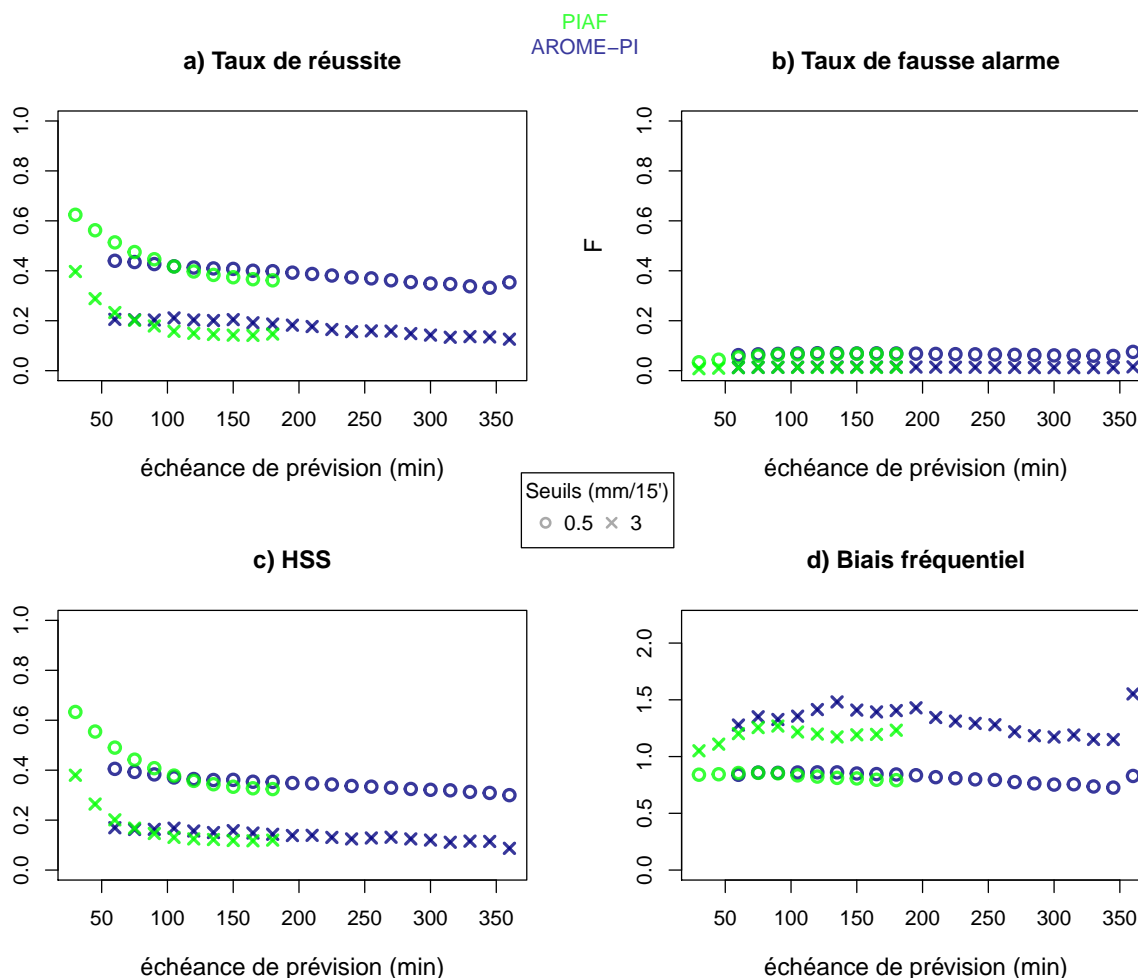 PIAF
AROME−PI
a) Taux de réussite
1.0
0.8
0.6
0.4
0.2
0.0
50 100 150 200 250 300 350
échéance de prévision (min)
b) Taux de fausse alarme
F
1.0
0.8
0.6
0.4
0.2
0.0
50 100 150 200 250 300 350
échéance de prévision (min)
Seuils (mm/15')
0.5 3
c) HSS
1.0
0.8
0.6
0.4
0.2
0.0
50 100 150 200 250 300 350
échéance de prévision (min)
d) Biais fréquentiel
2.0
1.5
1.0
0.5
0.0
50 100 150 200 250 300 350
échéance de prévision (min)